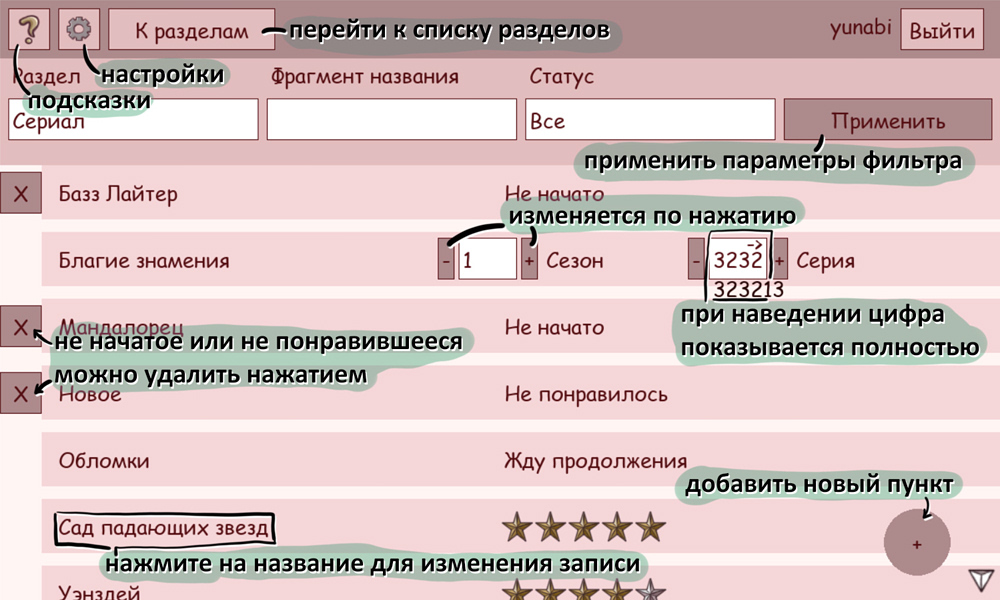 ?
К разделам
перейти к списку разделов
yunabi
Выйти
Раздел
настройки
Фрагмент названия
Статус
подсказки
Сериал
Все
Применить
применить параметры фильтра
X
Базз Лайтер
Не начато
изменяется по нажатию
Благие знамения
-
1
+
Сезон
-
3232
+
Серия
323213
при наведении цифра
показывается полностью
X
Мандалорец
Не начато
не начатое или не понравившееся
можно удалить нажатием
X
Новое
Не понравилось
Обломки
Жду продолжения
добавить новый пункт
Сад падающих звезд
+
нажмите на название для изменения записи
Уэнздей